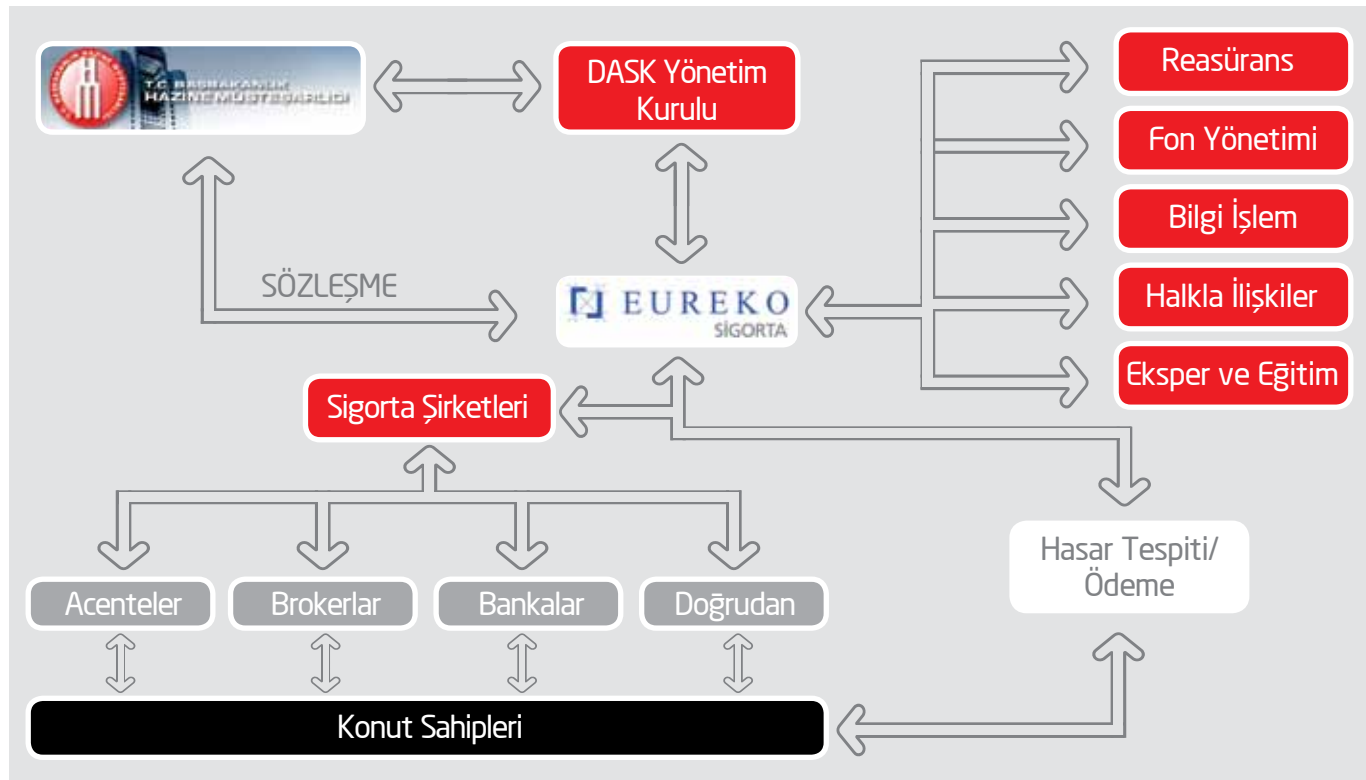 T.C. BAŞBAKANLIK
HAZİNE MÜSTEŞARLIĞI
DASK Yönetim
Kurulu
Reasürans
Fon Yönetimi
Bilgi İşlem
Halkla İlişkiler
Eksper ve Eğitim
SÖZLEŞME
EUREKO
SİGORTA
Sigorta Şirketleri
Hasar Tespiti/
Ödeme
Acenteler
Brokerlar
Bankalar
Doğrudan
Konut Sahipleri